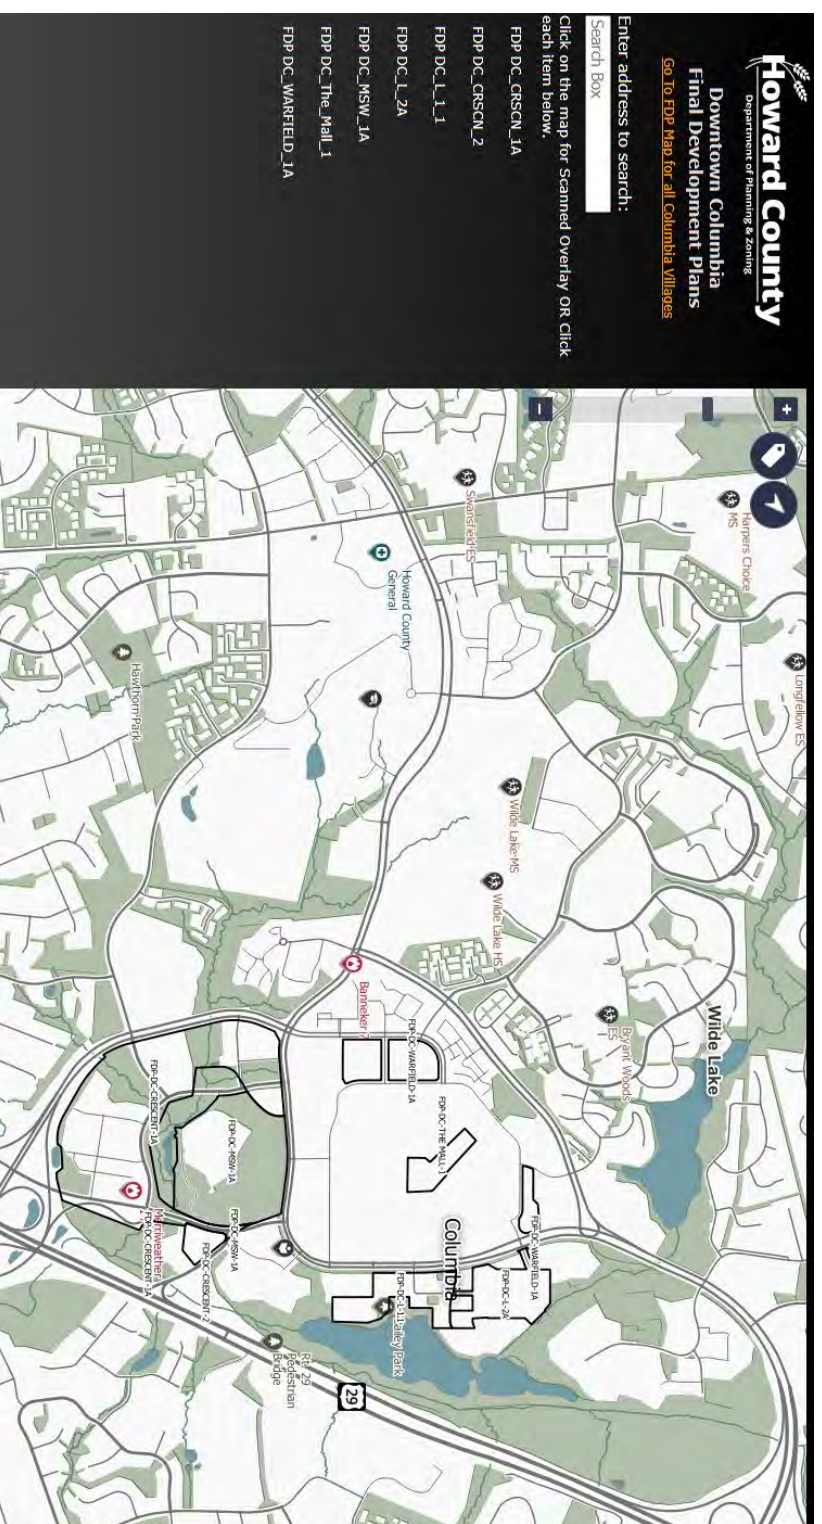 Howard County
Department of Planning & Zoning
Downtown Columbia
Final Development Plans
Go To FDP Map for all Columbia Villages
Enter address to search:
Search Box
Click on the map for Scanned Overlay OR Click
each item below.
FDP DC_CRSCN_1A
FDP DC_CRSCN_2
FDP DC_L_1_1
FDP DC_L_2A
FDP DC_MSW_1A
FDP DC_The_Mall_1
FDP DC_WARFIELD_1A
+
−
Longfellow ES
Harpers Choice
MS
Swansfield ES
Howard County
General
Hawthorn Park
Wilde Lake MS
Wilde Lake HS
Wilde Lake
Bryant Woods
ES
Banneker
FDP-DC-WARFIELD-1A
FDP-DC-THE MALL-1
FDP-DC-WARFIELD-1A
Columbia
FDP-DC-L-2A
FDP-DC-L-1-1
FDP-DC-CRESCENT-1A
FDP-DC-MSW-1A
FDP-DC-MSW-1A
FDP-DC-CRESCENT-2
Merriweather
FDP-DC-CRESCENT-1A
Rt. 29
Pedestrian
Bridge
29